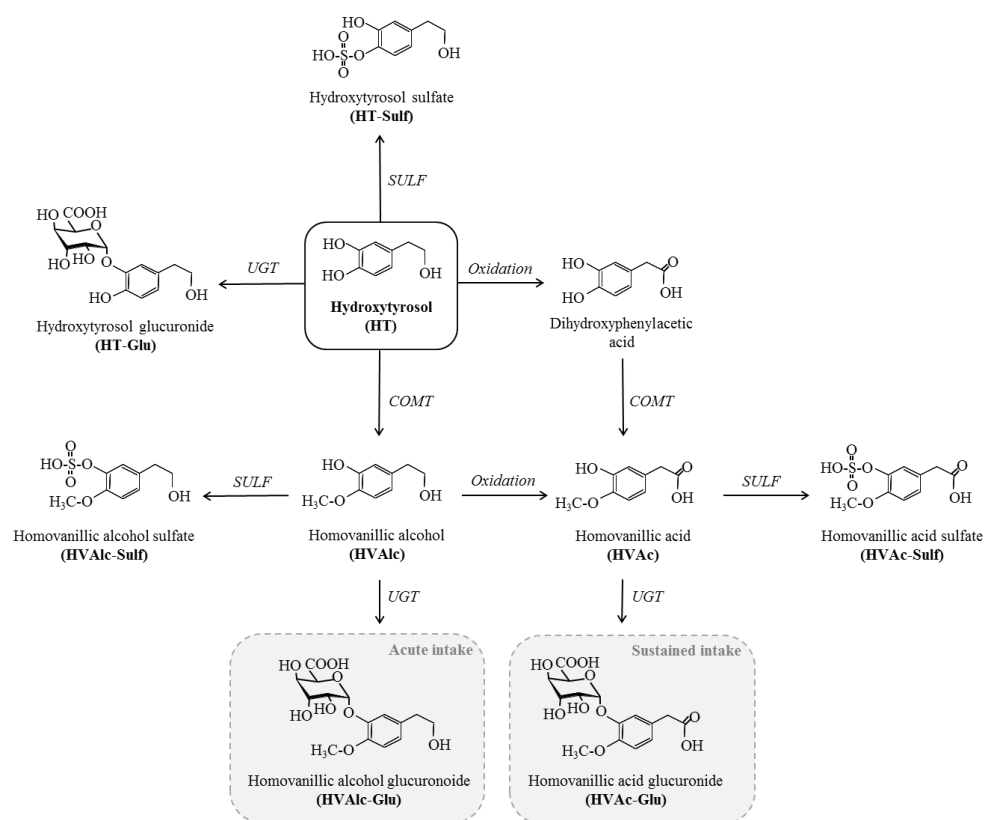 HO
O
HO-S-O
O
OH
Hydroxytyrosol sulfate
(HT-Sulf)
SULF
HO COOH
O
HO HO
O
HO
OH
Hydroxytyrosol glucuronide
(HT-Glu)
UGT
HO
HO
OH
Hydroxytyrosol
(HT)
Oxidation
HO
O
HO
OH
Dihydroxyphenylacetic
acid
COMT
COMT
O
HO-S-O
O
H₃C-O
OH
Homovanillic alcohol sulfate
(HVAlc-Sulf)
SULF
HO
H₃C-O
OH
Homovanillic alcohol
(HVAlc)
Oxidation
HO
O
H₃C-O
OH
Homovanillic acid
(HVAc)
SULF
O
HO-S-O
O
O
H₃C-O
OH
Homovanillic acid sulfate
(HVAc-Sulf)
UGT
UGT
Acute intake
HO COOH
O
HO HO
O
H₃C-O
OH
Homovanillic alcohol glucuronoide
(HVAlc-Glu)
Sustained intake
HO COOH
O
HO HO
O
O
H₃C-O
OH
Homovanillic acid glucuronide
(HVAc-Glu)